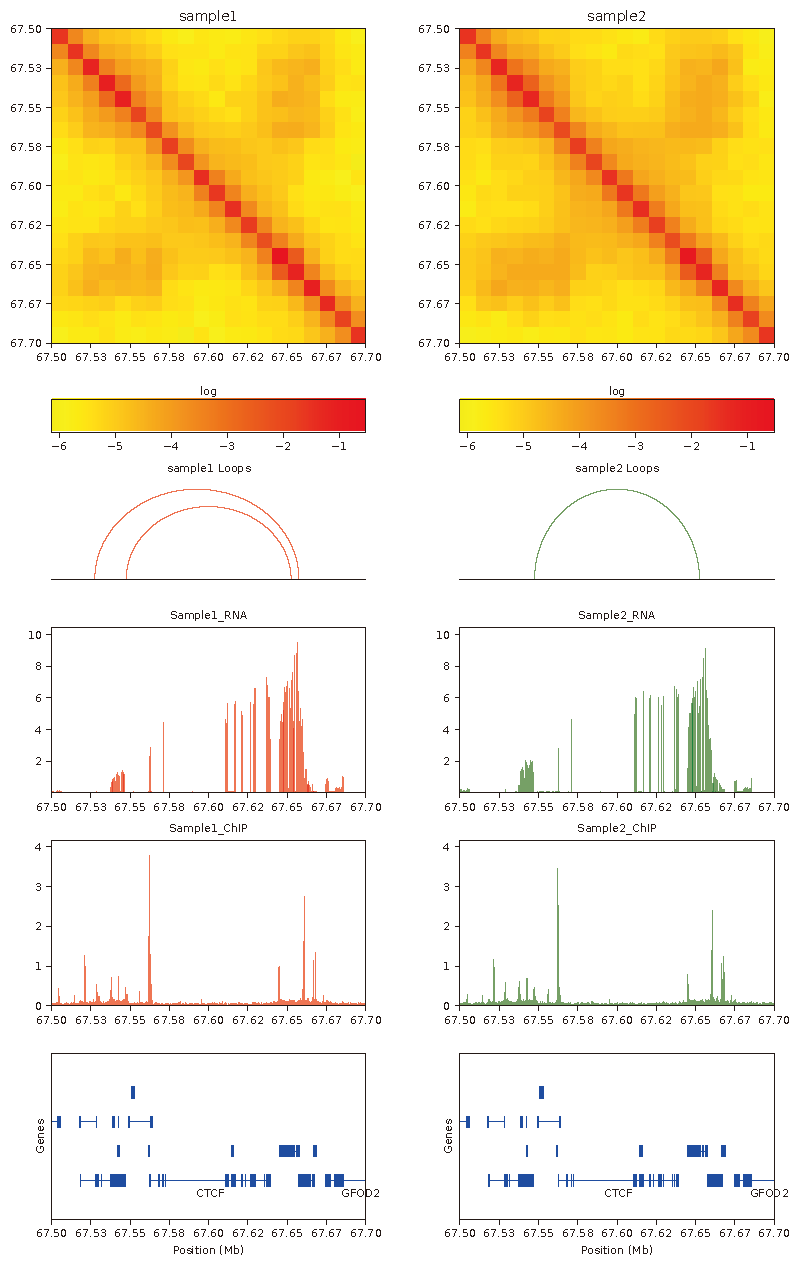 sample1 sample2
67.50 67.50
67.53 67.53
67.55 67.55
67.58 67.58
67.60 67.60
67.62 67.62
67.65 67.65
67.67 67.67
67.70 67.70
67.50 67.53 67.55 67.58 67.60 67.62 67.65 67.67 67.70 67.50 67.53 67.55 67.58 67.60 67.62 67.65 67.67 67.70
log log
−6 −5 −4 −3 −2 −1 −6 −5 −4 −3 −2 −1
sample1 Loops sample2 Loops
Sample1_RNA Sample2_RNA
10 10
8 8
6 6
4 4
2 2
67.50 67.53 67.55 67.58 67.60 67.62 67.65 67.67 67.70 67.50 67.53 67.55 67.58 67.60 67.62 67.65 67.67 67.70
Sample1_ChIP Sample2_ChIP
4 4
3 3
2 2
1 1
0 0
67.50 67.53 67.55 67.58 67.60 67.62 67.65 67.67 67.70 67.50 67.53 67.55 67.58 67.60 67.62 67.65 67.67 67.70
Genes Genes
CTCF GFOD2 CTCF GFOD2
67.50 67.53 67.55 67.58 67.60 67.62 67.65 67.67 67.70 67.50 67.53 67.55 67.58 67.60 67.62 67.65 67.67 67.70
Position (Mb) Position (Mb)